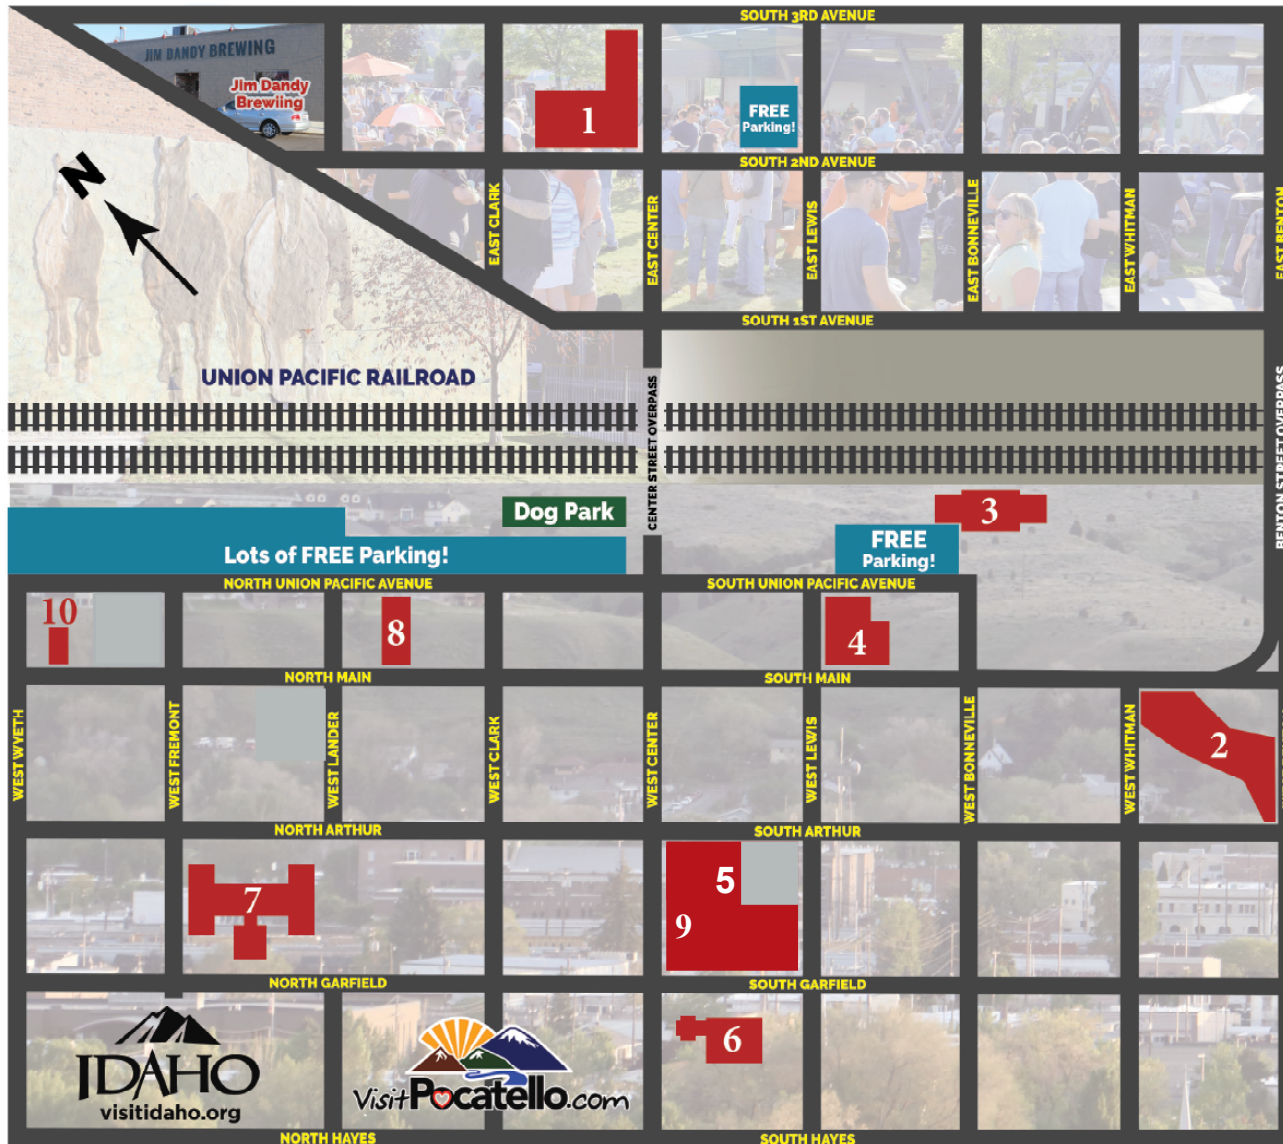 SOUTH 3RD AVENUE
JIM DANDY BREWING
Jim Dandy
Brewiing
1
FREE
Parking!
SOUTH 2ND AVENUE
N
EAST CLARK
EAST CENTER
EAST LEWIS
EAST BONNEVILLE
EAST WHITMAN
EAST BENTON
SOUTH 1ST AVENUE
UNION PACIFIC RAILROAD
CENTER STREET OVERPASS
BENTON STREET OVERPASS
Dog Park
3
FREE
Parking!
Lots of FREE Parking!
NORTH UNION PACIFIC AVENUE
SOUTH UNION PACIFIC AVENUE
10
8
4
NORTH MAIN
SOUTH MAIN
WEST WYETH
WEST FREMONT
WEST LANDER
WEST CLARK
WEST CENTER
WEST LEWIS
WEST BONNEVILLE
WEST WHITMAN
2
NORTH ARTHUR
SOUTH ARTHUR
7
5
9
NORTH GARFIELD
SOUTH GARFIELD
IDAHO
visitidaho.org
VisitPocatello.com
6
NORTH HAYES
SOUTH HAYES